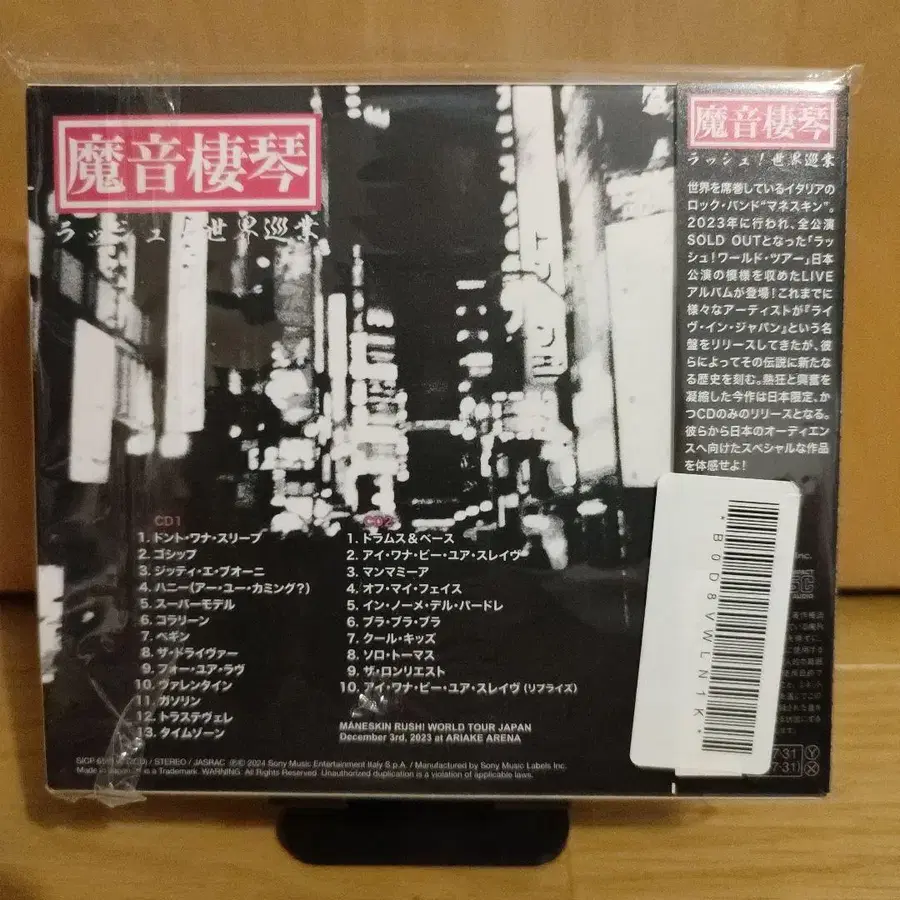 魔音棲琴
ラッシュ!世界巡業
CD1
1. ドント・ワナ・スリープ
2. ゴシップ
3. ジッティ・エ・ブオーニ
4. ハニー(アー・ユー・カミング?)
5. スーパーモデル
6. コラリーン
7. ベギン
8. ザ・ドライヴァー
9. フォー・ユア・ラヴ
10. ヴァレンタイン
11. ガソリン
12. トラステヴェレ
13. タイムゾーン
CD2
1. ドラムス&ベース
2. アイ・ワナ・ビー・ユア・スレイヴ
3. マンマミーア
4. オフ・マイ・フェイス
5. イン・ノーメ・デル・パードレ
6. ブラ・ブラ・ブラ
7. クール・キッズ
8. ソロ・トーマス
9. ザ・ロンリエスト
10. アイ・ワナ・ビー・ユア・スレイヴ(リプライズ)
MÅNESKIN RUSH! WORLD TOUR JAPAN
December 3rd, 2023 at ARIAKE ARENA
/ STEREO / JASRAC ℗© 2024 Sony Music Entertainment Italy S.p.A. / Manufactured by Sony Music Labels Inc.
Made in is a Trademark. WARNING: All Rights Reserved. Unauthorized duplication is a violation of applicable laws.
魔音棲琴
ラッシュ!世界巡業
世界を席巻しているイタリアの
ロック・バンド“マネスキン”。
2023年に行われ、全公演
SOLD OUTとなった「ラッ
シュ!ワールド・ツアー」日本
公演の模様を収めたLIVE
アルバムが登場!これまでに
様々なアーティストが『ライ
ヴ・イン・ジャパン』という名
盤をリリースしてきたが、彼
らによってその伝説に新たな
る歴史を刻む。熱狂と興奮を
凝縮した今作は日本限定、か
つCDのみのリリースとなる。
彼らから日本のオーディエン
スへ向けたスペシャルな作品
を体感せよ!
*B0D8VWLN1K*